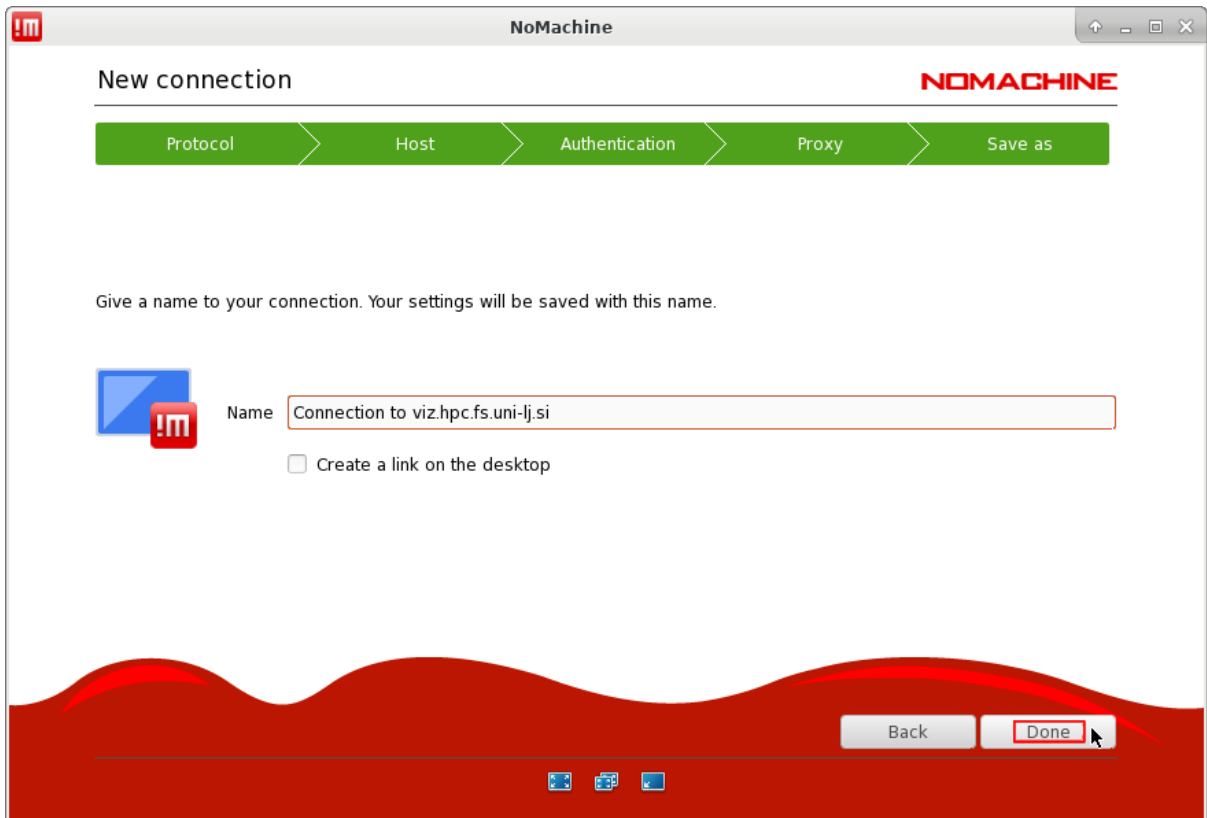 !m
NoMachine
New connection
NOMACHINE
Protocol Host Authentication Proxy Save as
Give a name to your connection. Your settings will be saved with this name.
!m
Name Connection to viz.hpc.fs.uni-lj.si
Create a link on the desktop
Back Done